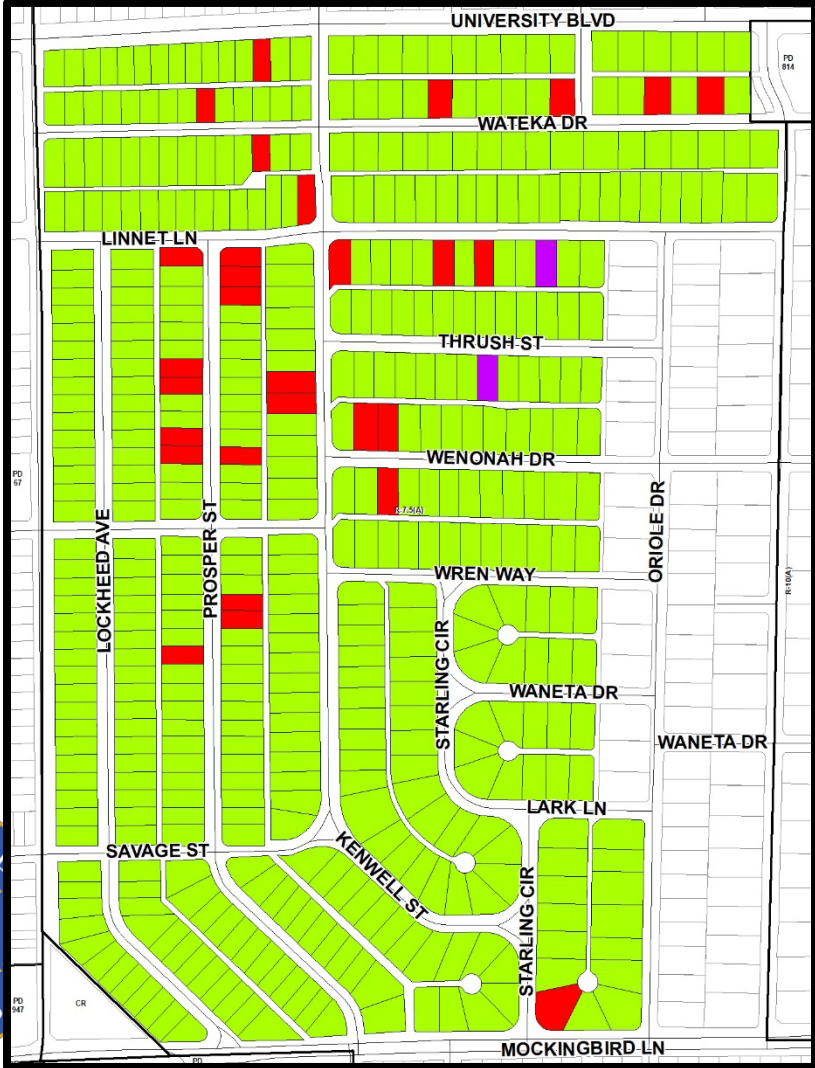 UNIVERSITY BLVD
PD
814
WATEKA DR
LINNET LN
THRUSH ST
WENONAH DR
PD
67
R-7.5(A)
LOCKHEED AVE
PROSPER ST
ORIOLE DR
WREN WAY
R-10(A)
STARLING CIR
WANETA DR
WANETA DR
LARK LN
SAVAGE ST
KENWELL ST
STARLING CIR
PD
947
CR
MOCKINGBIRD LN
PD